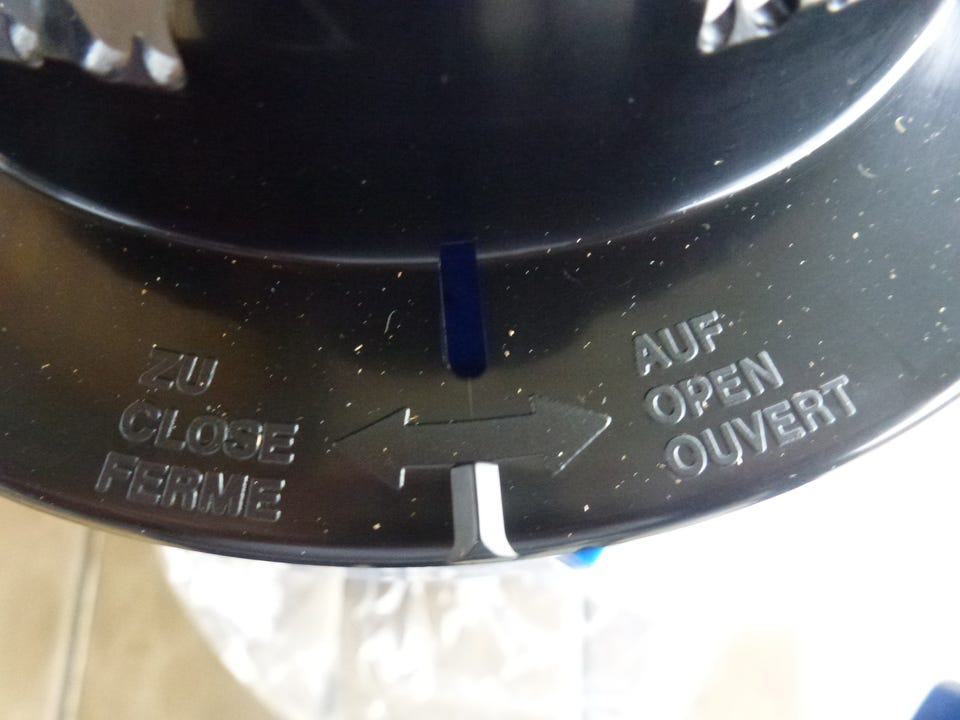 ZU
CLOSE
FERME
AUF
OPEN
OUVERT